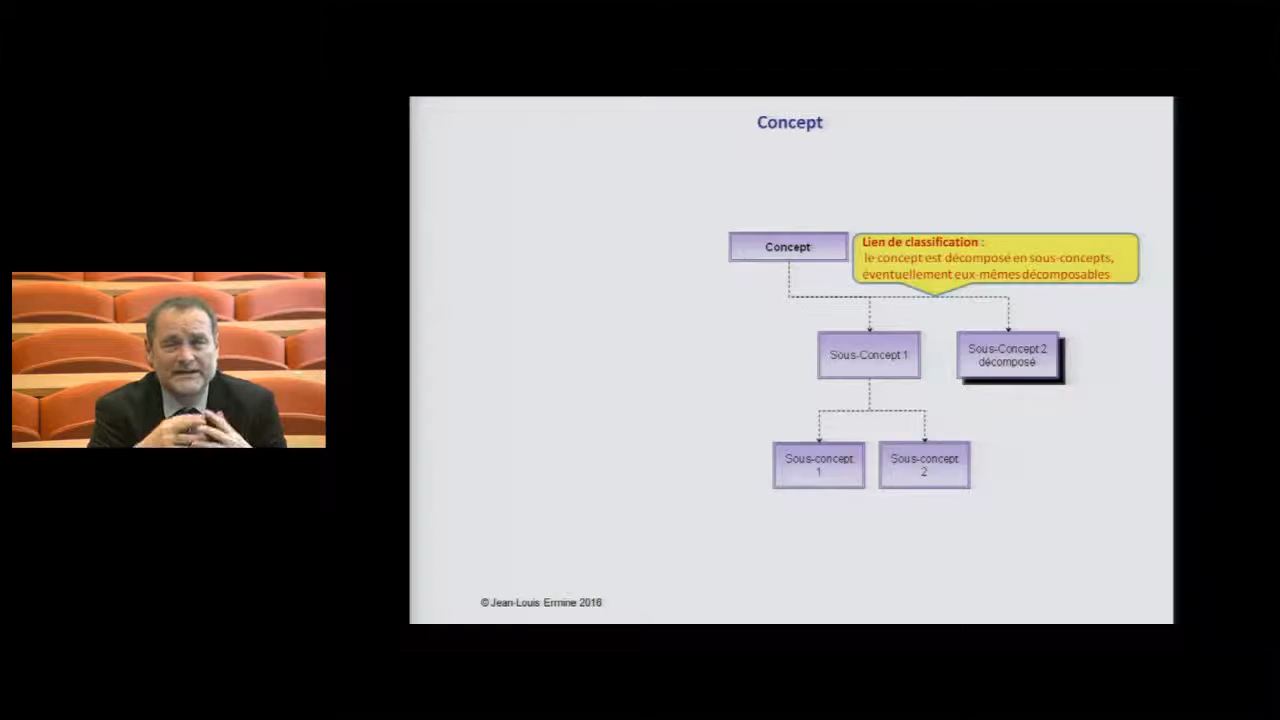 Concept
Concept
Lien de classification :
le concept est décomposé en sous-concepts,
éventuellement eux-mêmes décomposables
Sous-Concept 1
Sous-Concept 2
décomposé
Sous-concept
1
Sous-concept
2
© Jean-Louis Ermine 2016